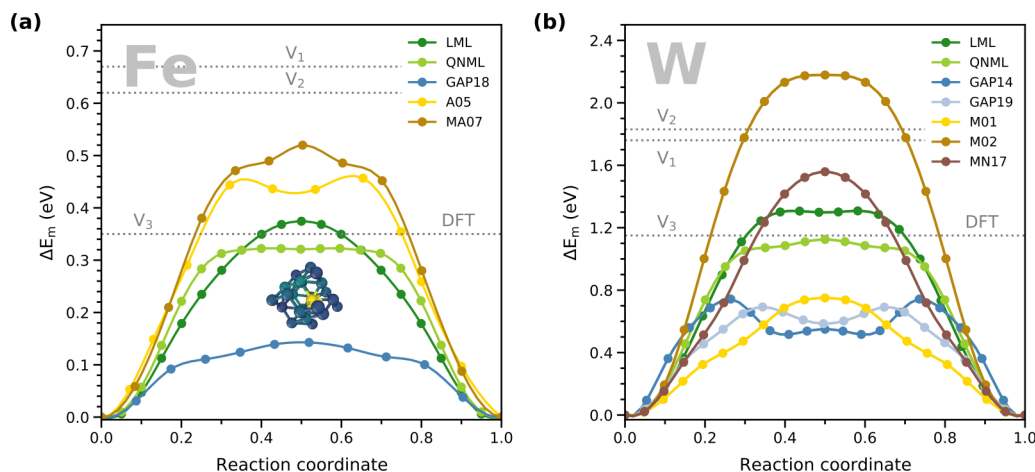 (a)
Fe
V1
V2
V3
DFT
LML
QNML
GAP18
A05
MA07
ΔEm (eV)
0.7
0.6
0.5
0.4
0.3
0.2
0.1
0.0
0.0 0.2 0.4 0.6 0.8 1.0
Reaction coordinate
(b)
W
V2
V1
V3
DFT
LML
QNML
GAP14
GAP19
M01
M02
MN17
ΔEm (eV)
2.4
2.0
1.6
1.2
0.8
0.4
0.0
0.0 0.2 0.4 0.6 0.8 1.0
Reaction coordinate